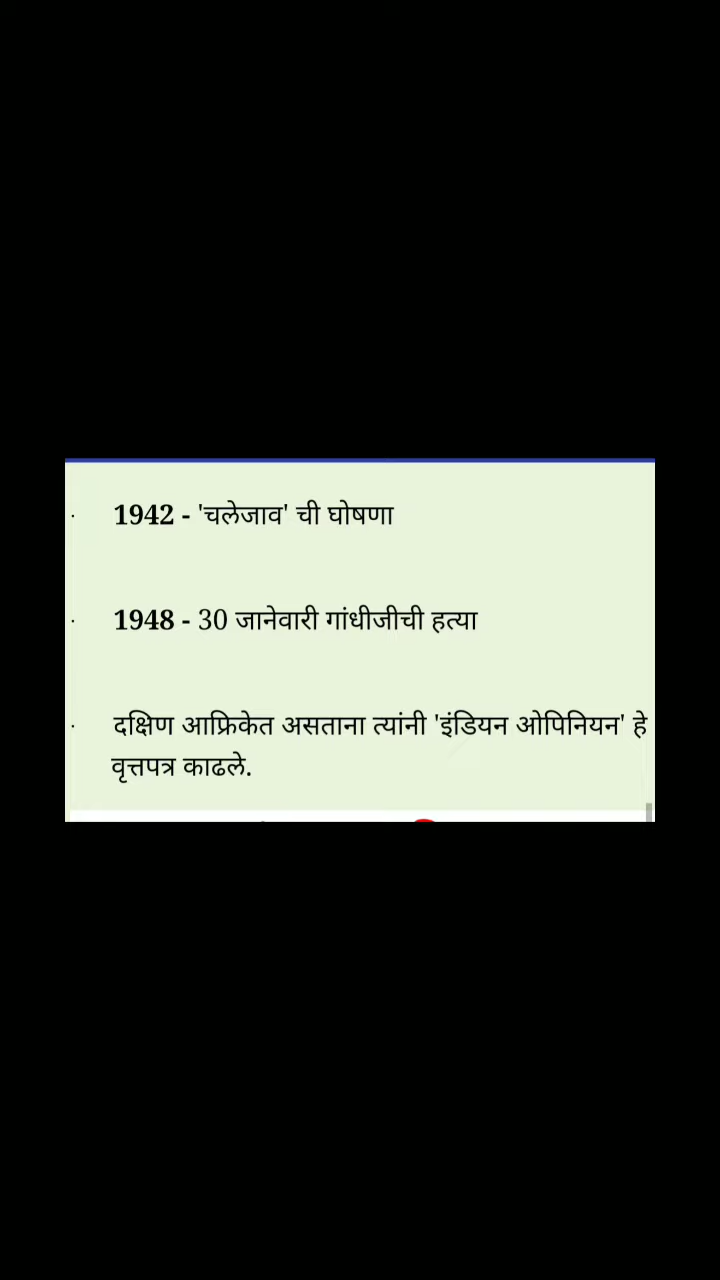 · 1942 - 'चलेजाव' ची घोषणा
· 1948 - 30 जानेवारी गांधीजीची हत्या
· दक्षिण आफ्रिकेत असताना त्यांनी 'इंडियन ओपिनियन' हे
वृत्तपत्र काढले.